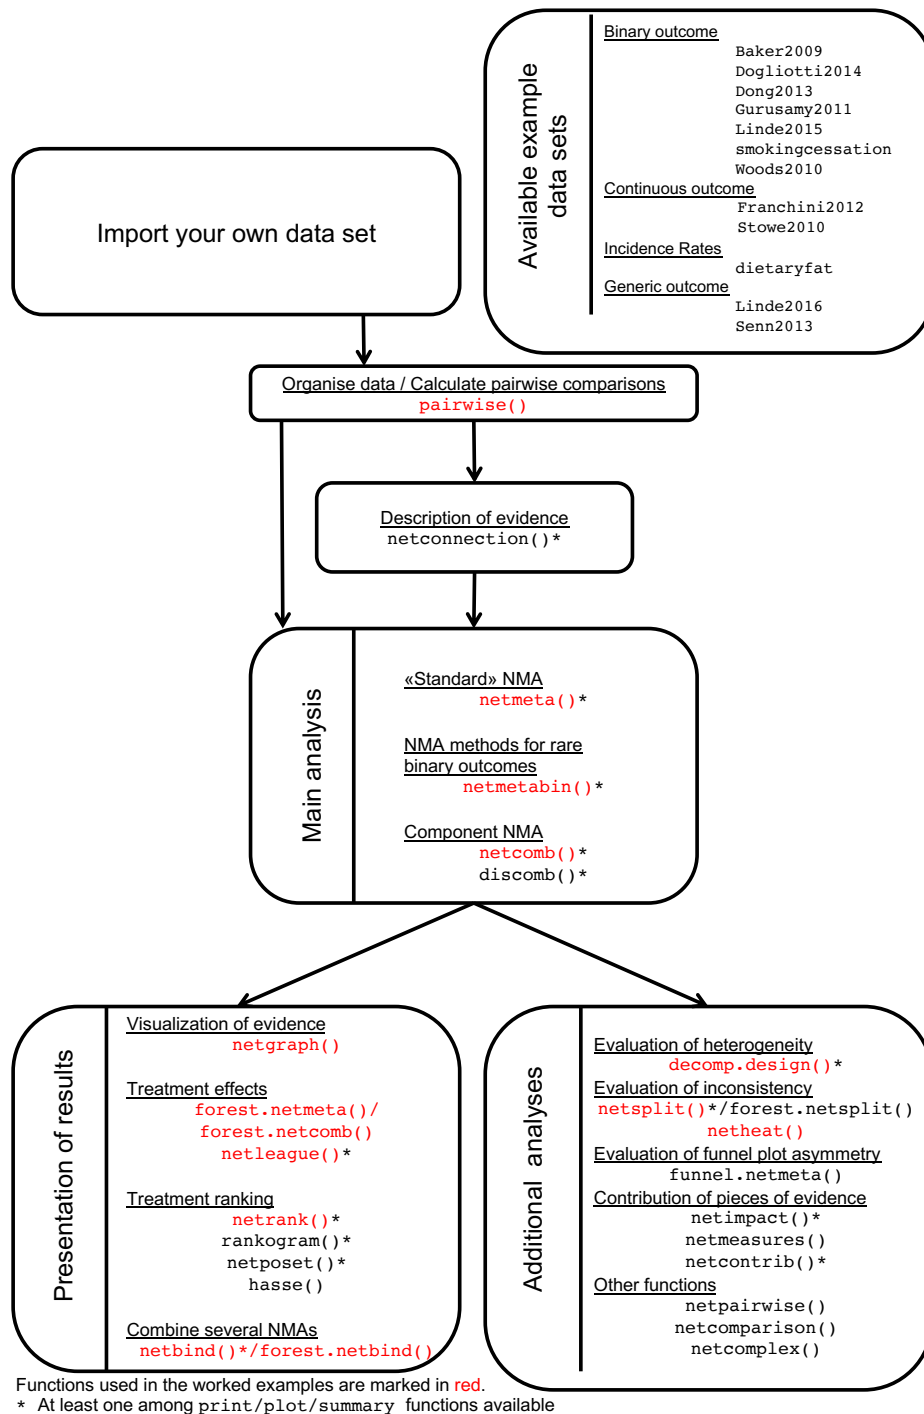 Available example
data sets
Binary outcome
Baker2009
Dogliotti2014
Dong2013
Gurusamy2011
Linde2015
smokingcessation
Woods2010
Continuous outcome
Franchini2012
Stowe2010
Incidence Rates
dietaryfat
Generic outcome
Linde2016
Senn2013
Import your own data set
Organise data / Calculate pairwise comparisons
pairwise()
Description of evidence
netconnection()*
Main analysis
«Standard» NMA
netmeta()*
NMA methods for rare
binary outcomes
netmetabin()*
Component NMA
netcomb()*
discomb()*
Presentation of results
Visualization of evidence
netgraph()
Treatment effects
forest.netmeta()/
forest.netcomb()
netleague()*
Treatment ranking
netrank()*
rankogram()*
netposet()*
hasse()
Combine several NMAs
netbind()*/forest.netbind()
Additional analyses
Evaluation of heterogeneity
decomp.design()*
Evaluation of inconsistency
netsplit()*/forest.netsplit()
netheat()
Evaluation of funnel plot asymmetry
funnel.netmeta()
Contribution of pieces of evidence
netimpact()*
netmeasures()
netcontrib()*
Other functions
netpairwise()
netcomparison()
netcomplex()
Functions used in the worked examples are marked in red.
* At least one among print/plot/summary functions available